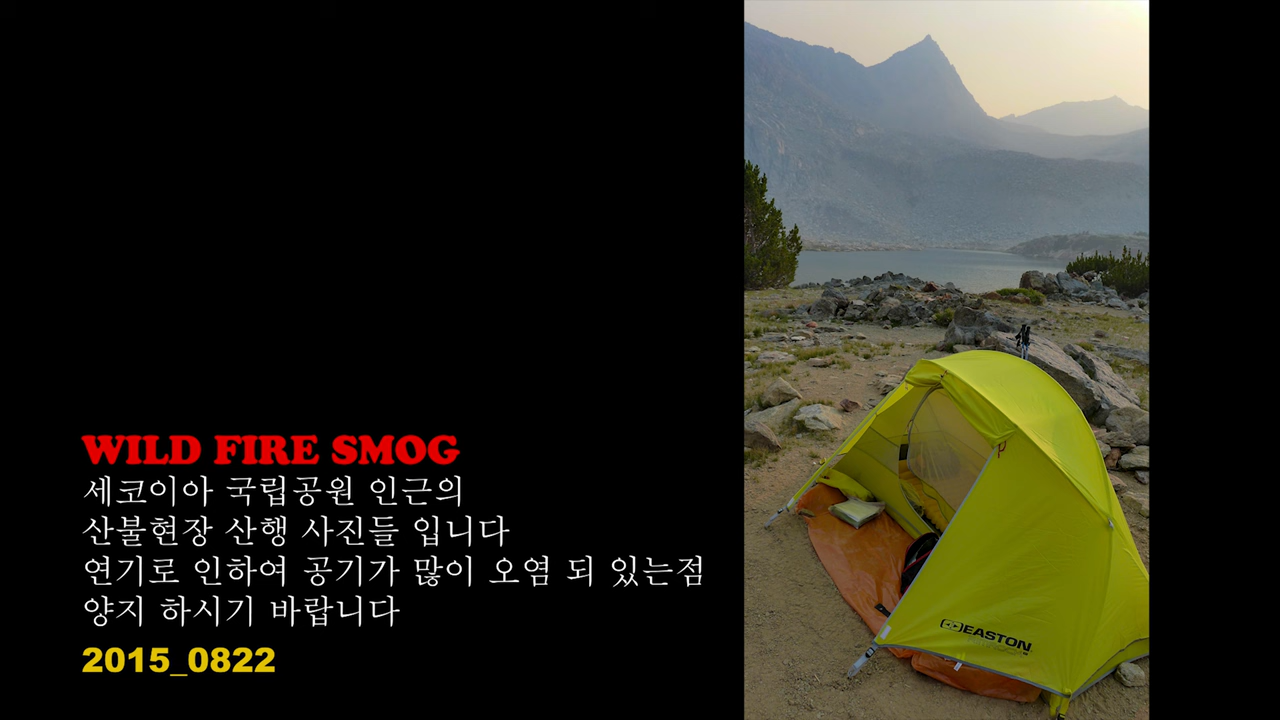 WILD FIRE SMOG
세코이아 국립공원 인근의
산불현장 산행 사진들 입니다
연기로 인하여 공기가 많이 오염 되 있는점
양지 하시기 바랍니다
2015_0822
EASTON